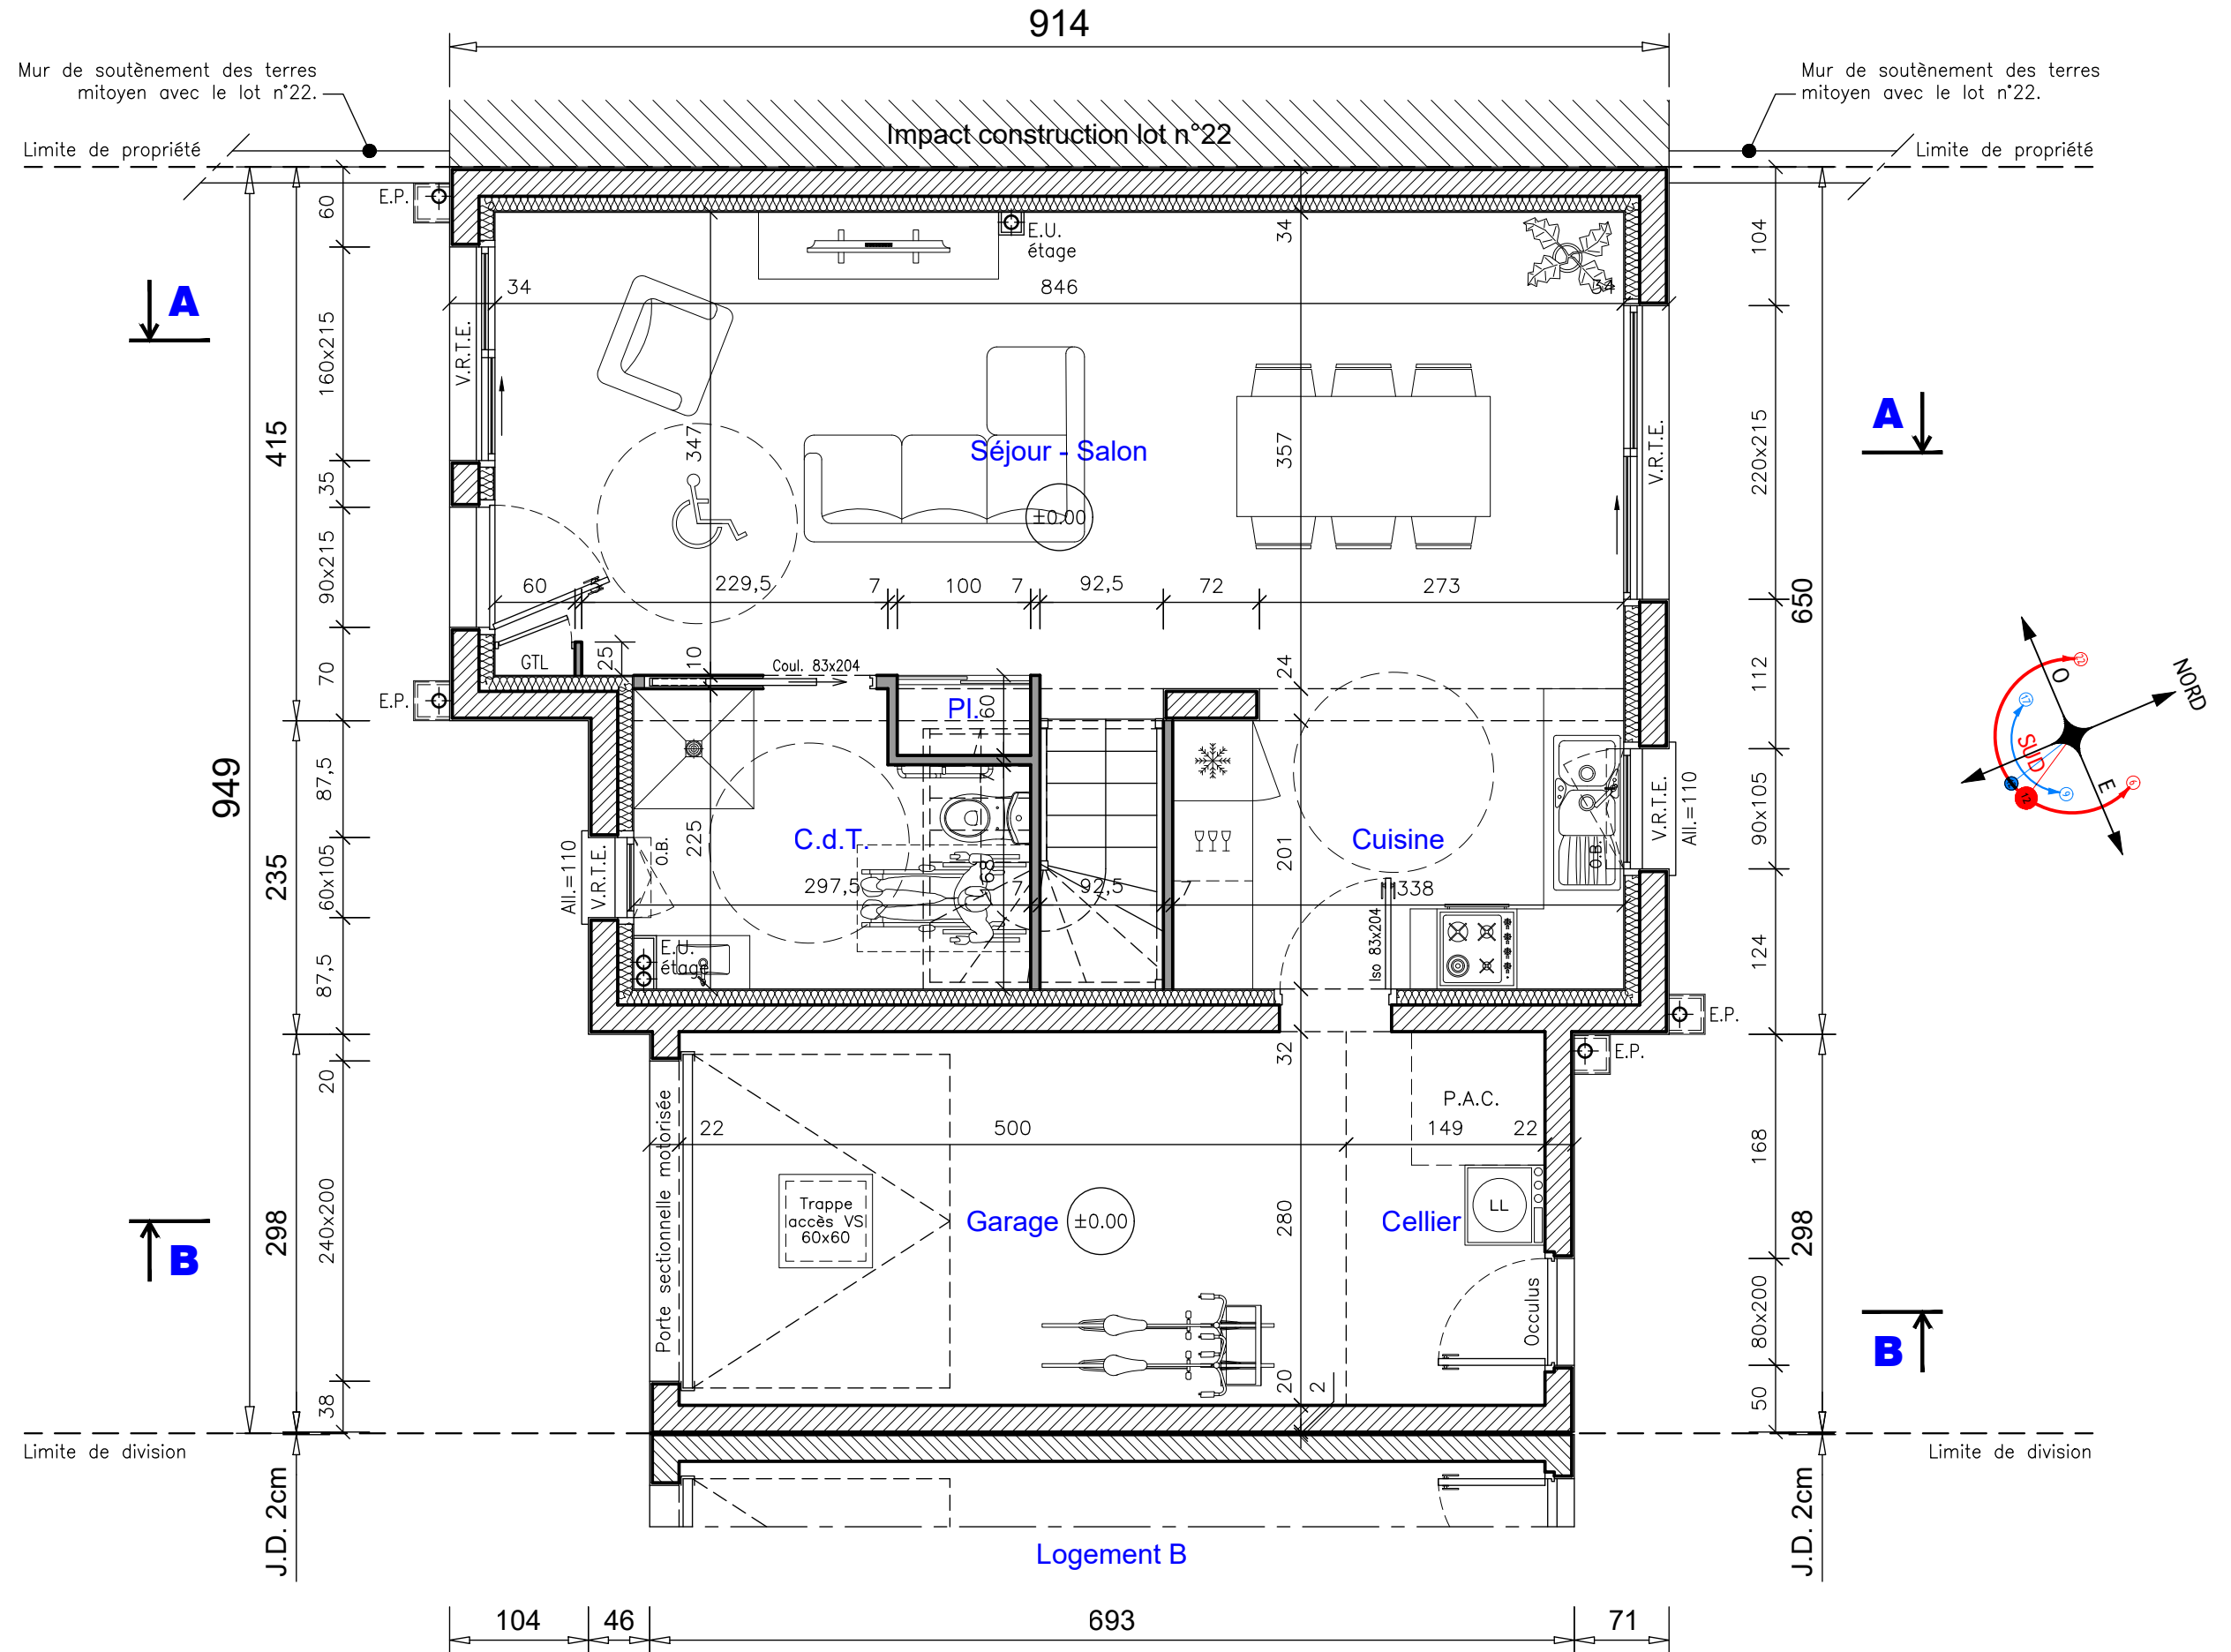 914
Mur de soutènement des terres
mitoyen avec le lot n°22.
Mur de soutènement des terres
mitoyen avec le lot n°22.
Impact construction lot n°22
Limite de propriété
Limite de propriété
E.P.
60
34
E.U.
étage
104
A
34
846
34
160x215
V.R.T.E.
415
347
Séjour - Salon
357
V.R.T.E.
220x215
A
35
±0.00
90x215
60
229,5
7
100
7
92,5
72
273
650
70
GTL
25
10
Coul. 83x204
24
112
E.P.
Pl.
60
NORD
O
SUD
E
17
9
6
12
949
87,5
235
60x105
All.=110
V.R.T.E.
O.B.
225
C.d.T.
297,5
7
92,5
7
201
Cuisine
338
O.B.
V.R.T.E.
All.=110
90x105
87,5
E.U.
étage
Iso 83x204
124
E.P.
E.P.
20
32
P.A.C.
Porte sectionnelle motorisée
22
500
149
22
168
298
240x200
Trappe
accès VS
60x60
Garage
±0.00
280
Cellier
LL
298
B
Occulus
80x200
B
38
20
2
50
Limite de division
Limite de division
J.D. 2cm
J.D. 2cm
Logement B
104
46
693
71